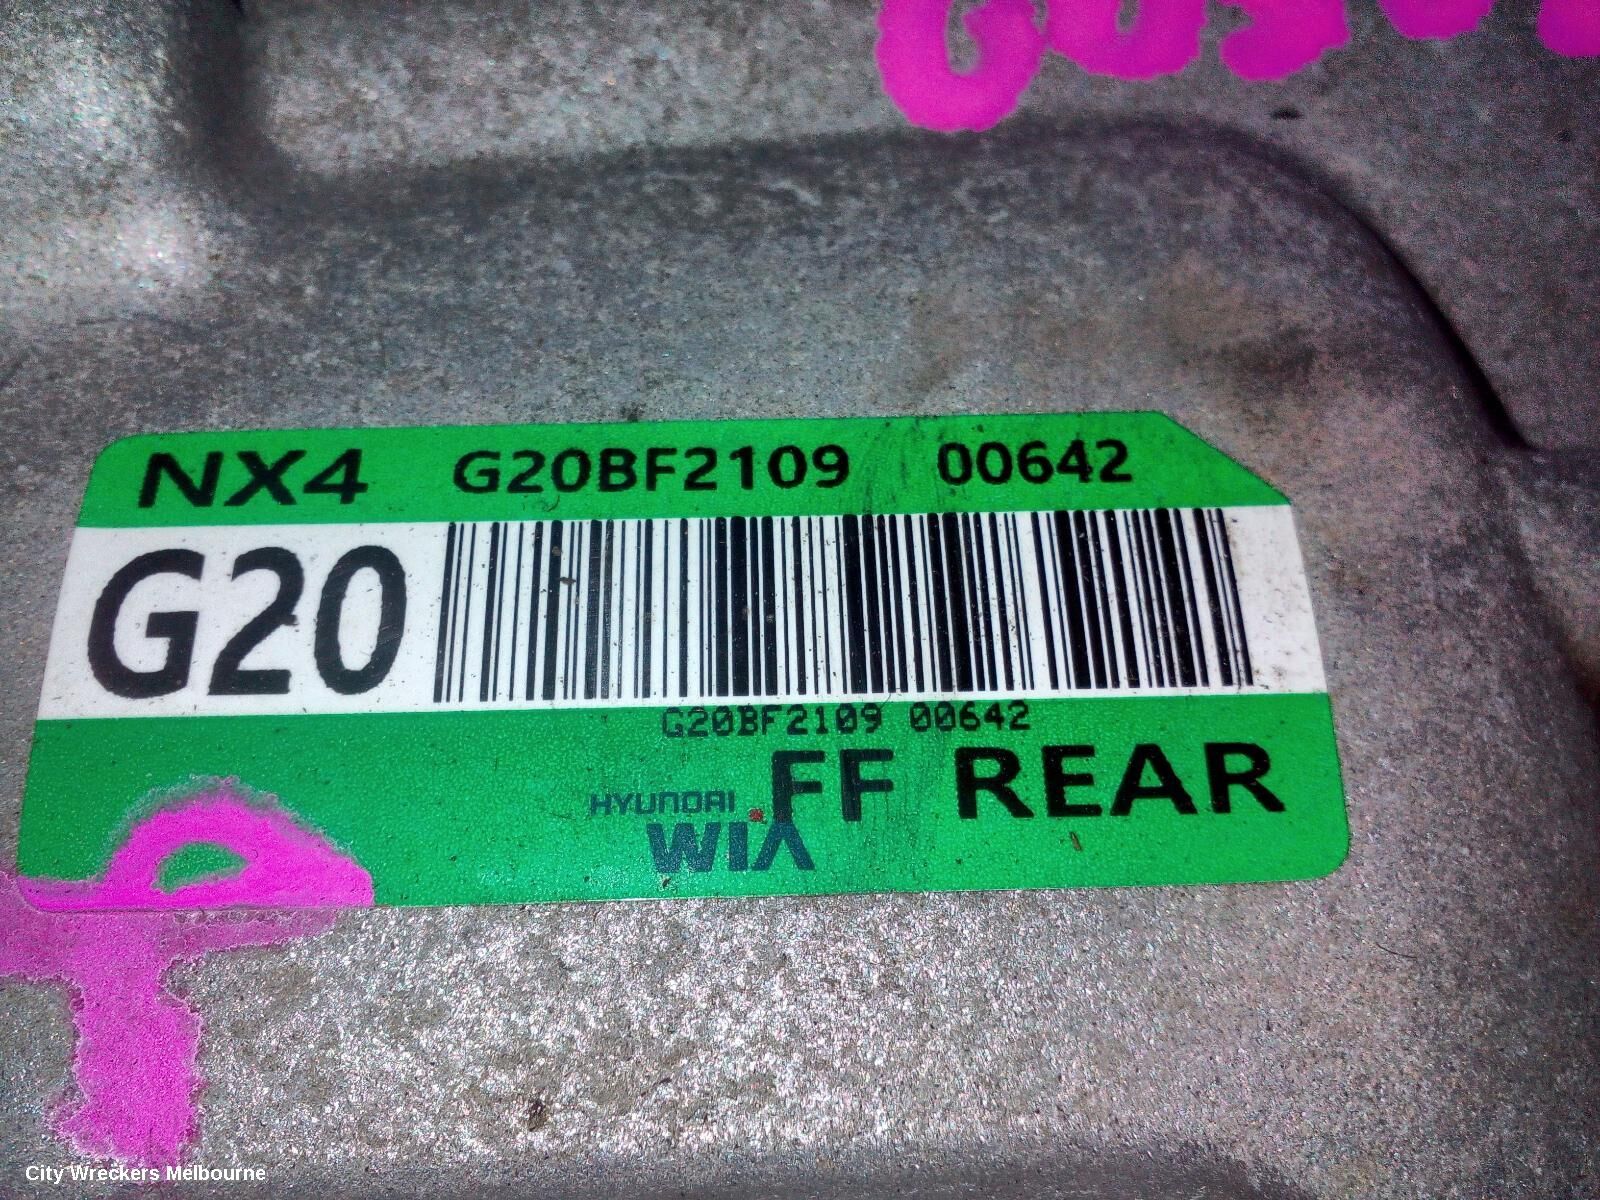 NX4 G20BF2109 00642
G20
G20BF2109 00642
FF REAR
HYUNDAI
WIA
City Wreckers Melbourne